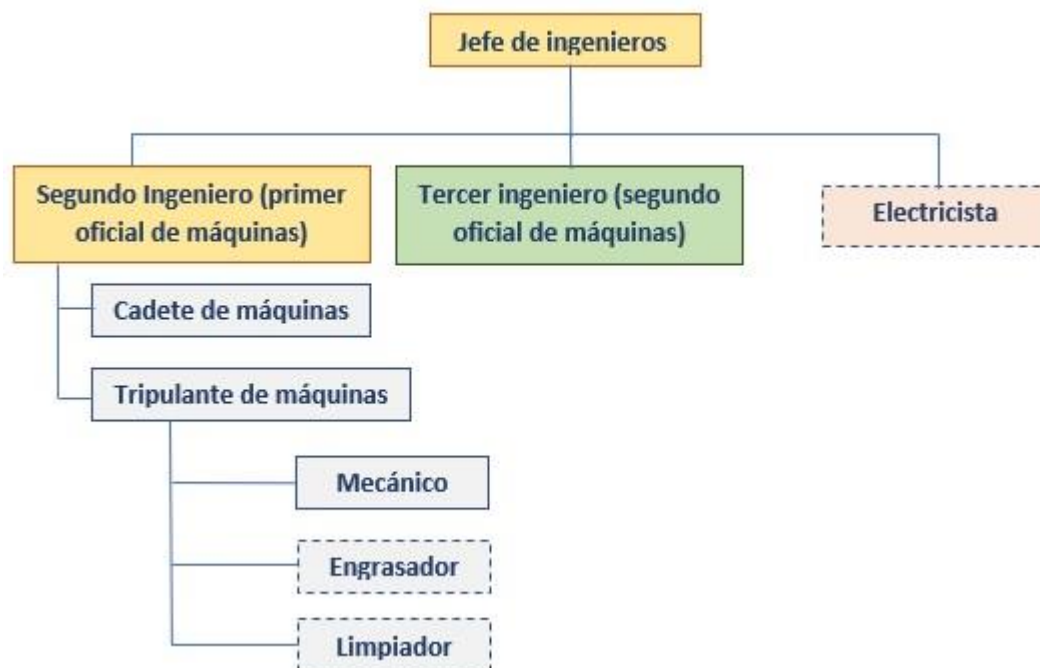 Jefe de ingenieros
Segundo Ingeniero (primer
oficial de máquinas)
Tercer ingeniero (segundo
oficial de máquinas)
Electricista
Cadete de máquinas
Tripulante de máquinas
Mecánico
Engrasador
Limpiador